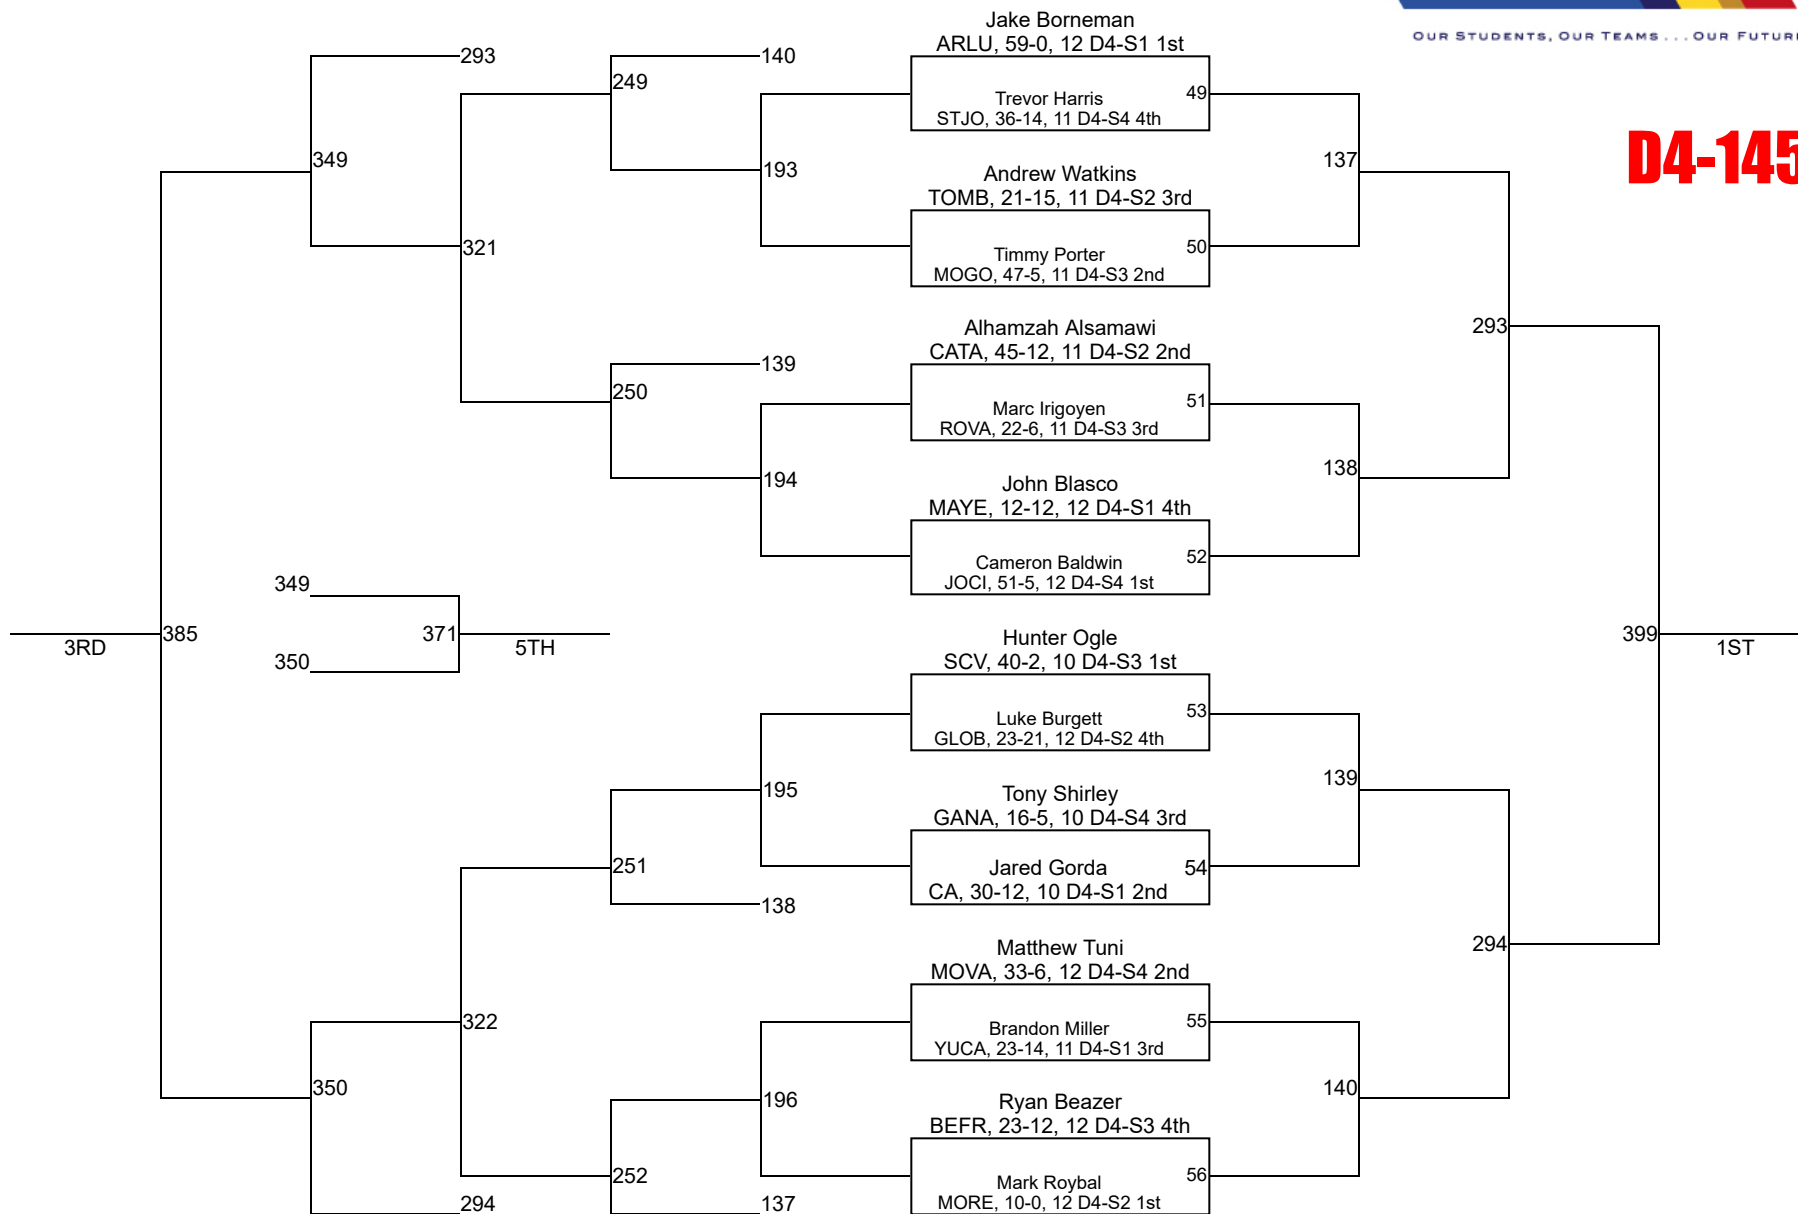 OUR STUDENTS, OUR TEAMS . . . OUR FUTUR
D4-145
Jake Borneman
ARLU, 59-0, 12 D4-S1 1st
Trevor Harris
STJO, 36-14, 11 D4-S4 4th
49
Andrew Watkins
TOMB, 21-15, 11 D4-S2 3rd
Timmy Porter
MOGO, 47-5, 11 D4-S3 2nd
50
Alhamzah Alsamawi
CATA, 45-12, 11 D4-S2 2nd
Marc Irigoyen
ROVA, 22-6, 11 D4-S3 3rd
51
John Blasco
MAYE, 12-12, 12 D4-S1 4th
Cameron Baldwin
JOCI, 51-5, 12 D4-S4 1st
52
Hunter Ogle
SCV, 40-2, 10 D4-S3 1st
Luke Burgett
GLOB, 23-21, 12 D4-S2 4th
53
Tony Shirley
GANA, 16-5, 10 D4-S4 3rd
Jared Gorda
CA, 30-12, 10 D4-S1 2nd
54
Matthew Tuni
MOVA, 33-6, 12 D4-S4 2nd
Brandon Miller
YUCA, 23-14, 11 D4-S1 3rd
55
Ryan Beazer
BEFR, 23-12, 12 D4-S3 4th
Mark Roybal
MORE, 10-0, 12 D4-S2 1st
56
137
138
139
140
293
294
399
1ST
140
193
139
194
195
138
196
137
249
250
251
252
293
321
322
294
349
350
349
371
350
5TH
385
3RD